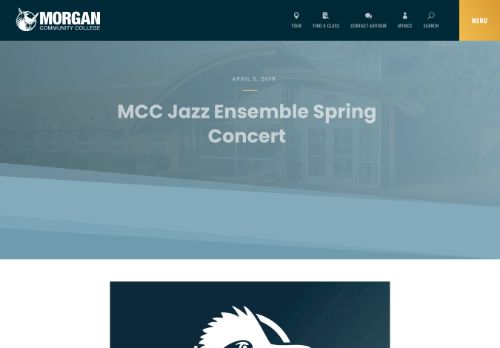 MORGAN
COMMUNITY COLLEGE
TOUR
FIND A CLASS
CONTACT ADVISOR
MYMCC
SEARCH
MENU
APRIL 5, 2019
MCC Jazz Ensemble Spring
Concert